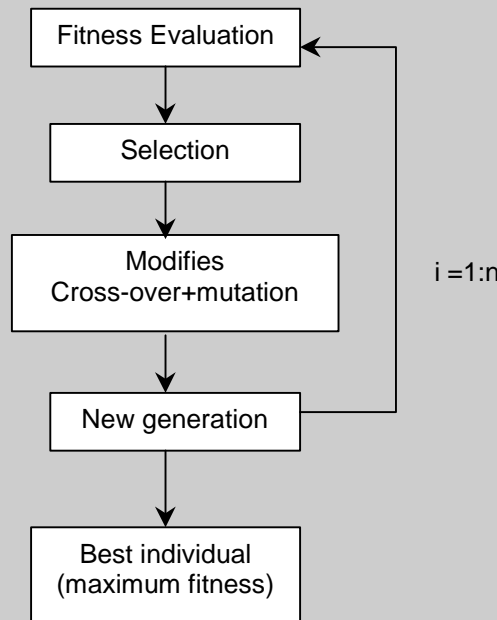 Fitness Evaluation
Selection
Modifies
Cross-over+mutation
i =1:n
New generation
Best individual
(maximum fitness)